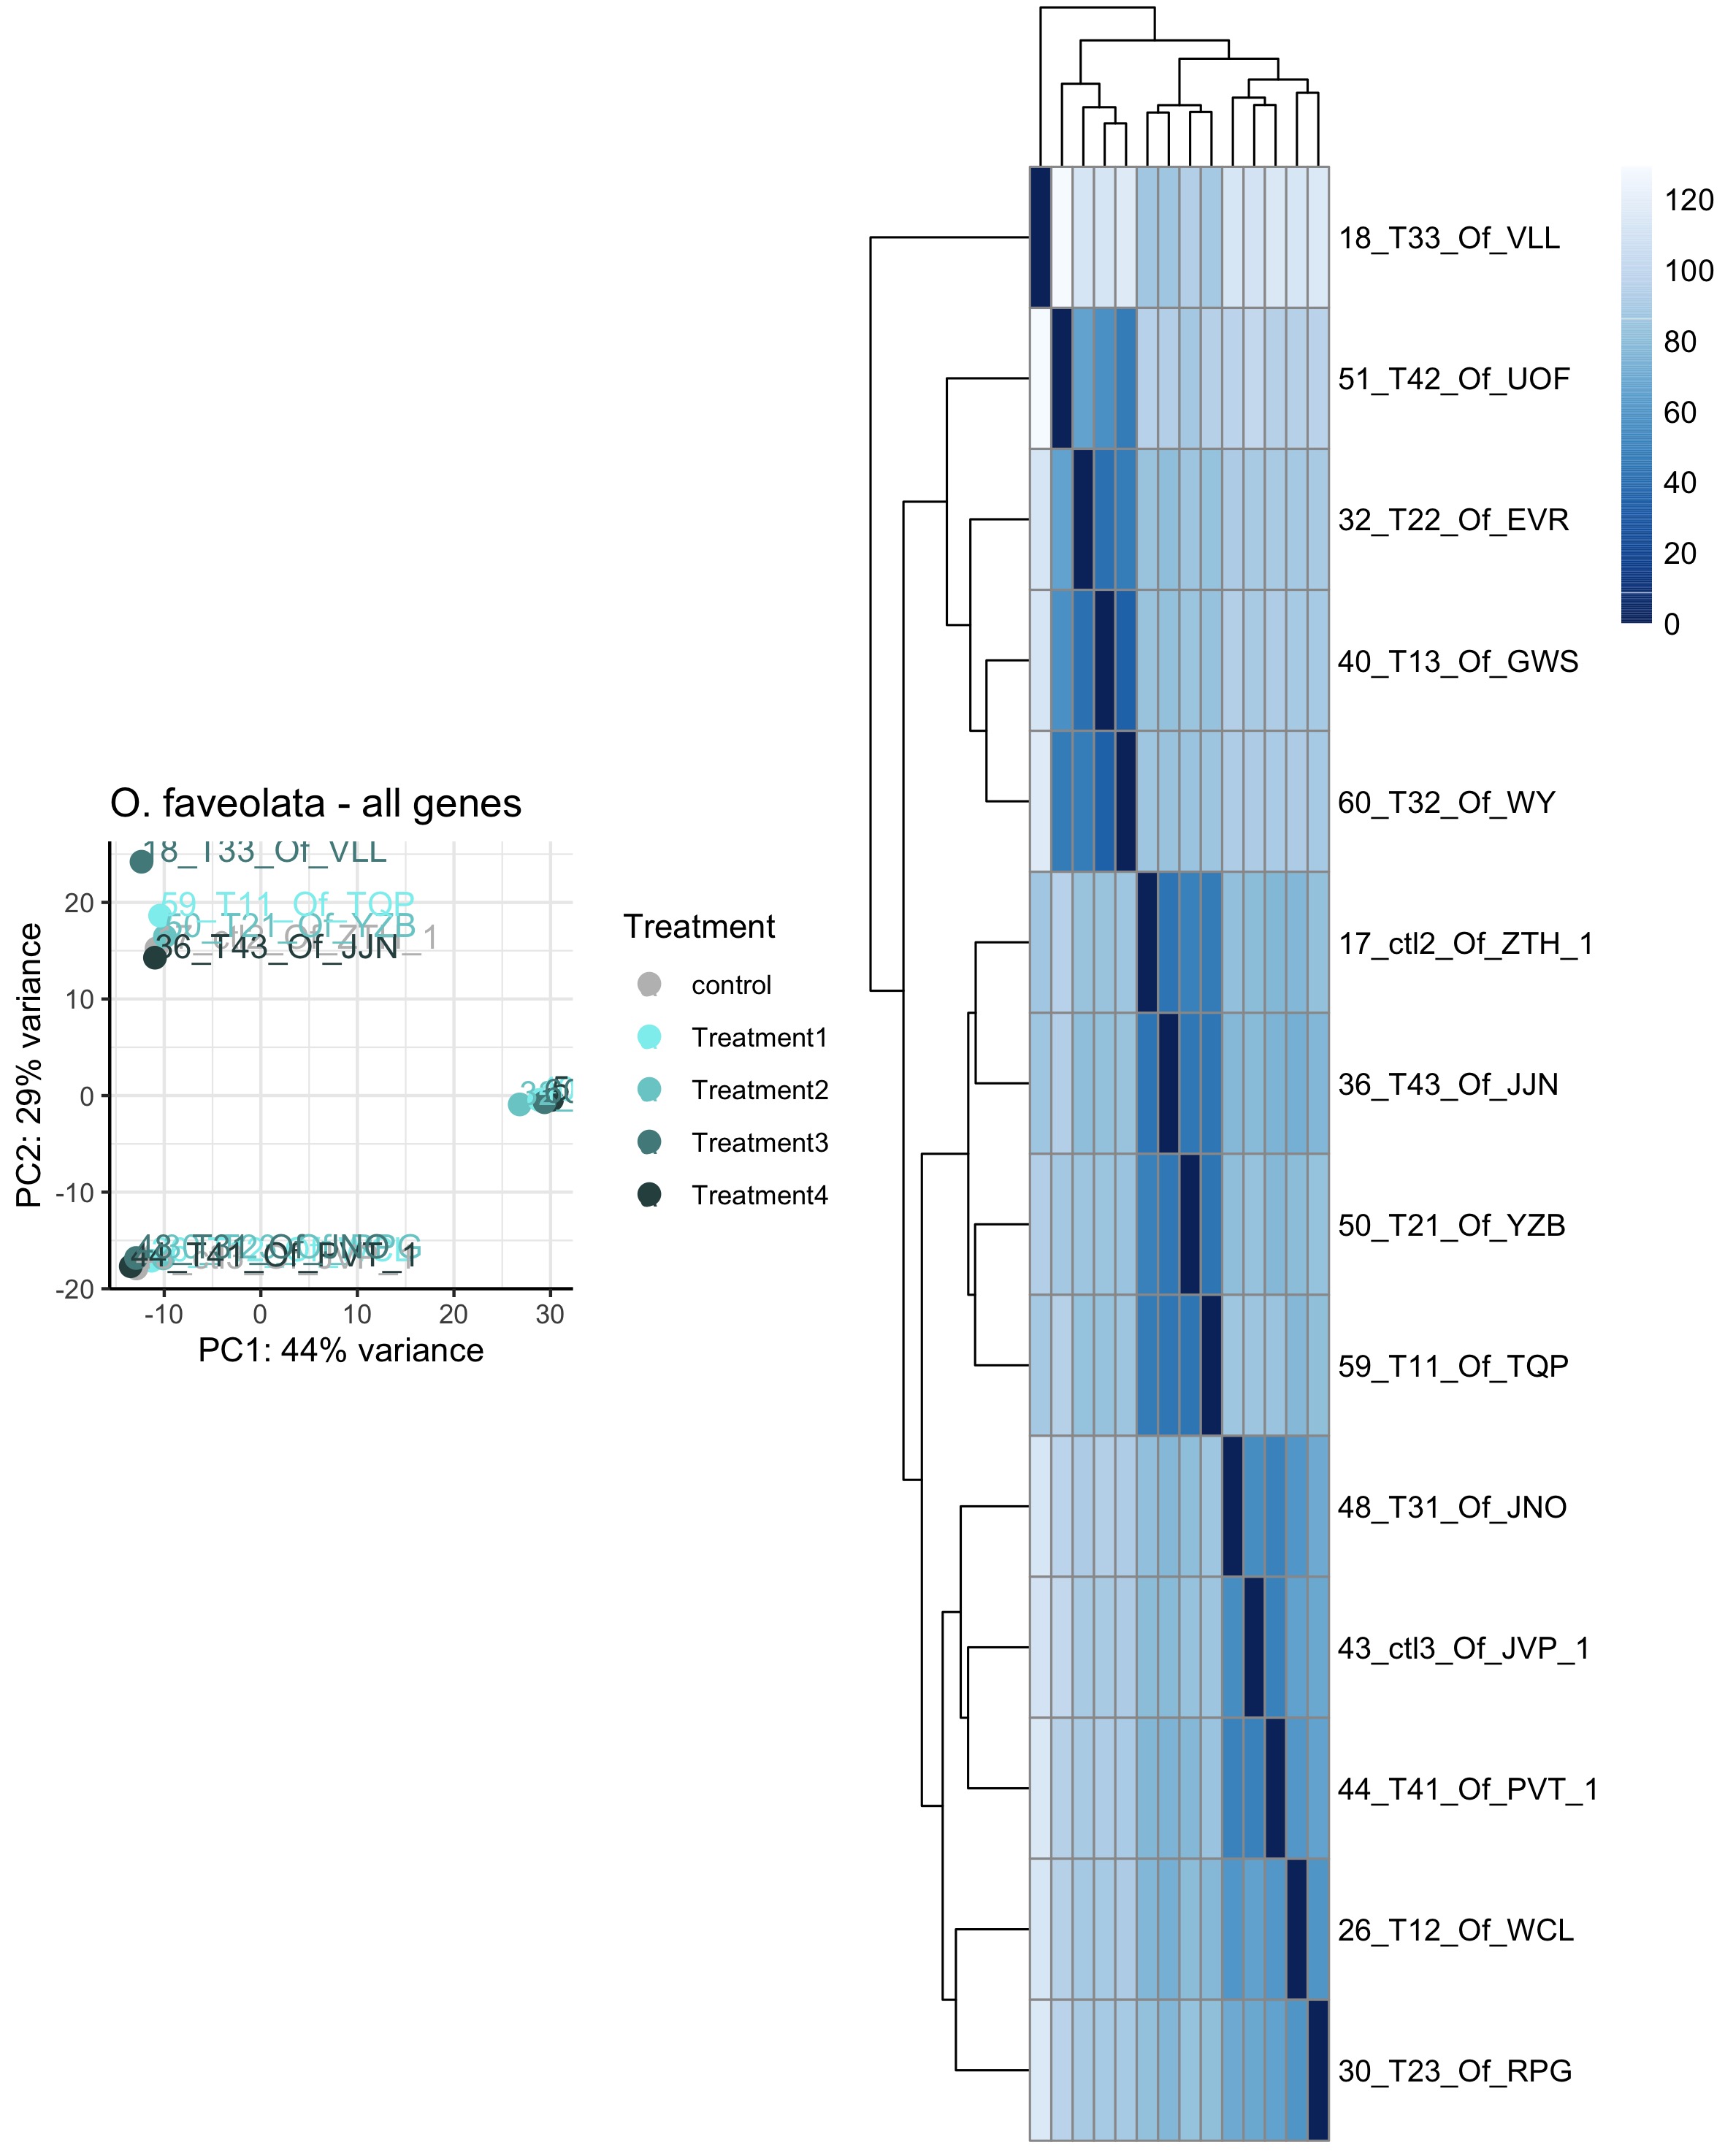 120
100
80
60
40
20
0
18_T33_Of_VLL
51_T42_Of_UOF
32_T22_Of_EVR
40_T13_Of_GWS
60_T32_Of_WY
17_ctl2_Of_ZTH_1
36_T43_Of_JJN
50_T21_Of_YZB
59_T11_Of_TQP
48_T31_Of_JNO
43_ctl3_Of_JVP_1
44_T41_Of_PVT_1
26_T12_Of_WCL
30_T23_Of_RPG
O. faveolata - all genes
18_T33_Of_VLL
59_T11_Of_TQP
50_T21_Of_YZB
36_T43_Of_JJN
44_T41_Of_PVT_1
20
10
0
-10
-20
-10 0 10 20 30
PC1: 44% variance
PC2: 29% variance
Treatment
control
Treatment1
Treatment2
Treatment3
Treatment4